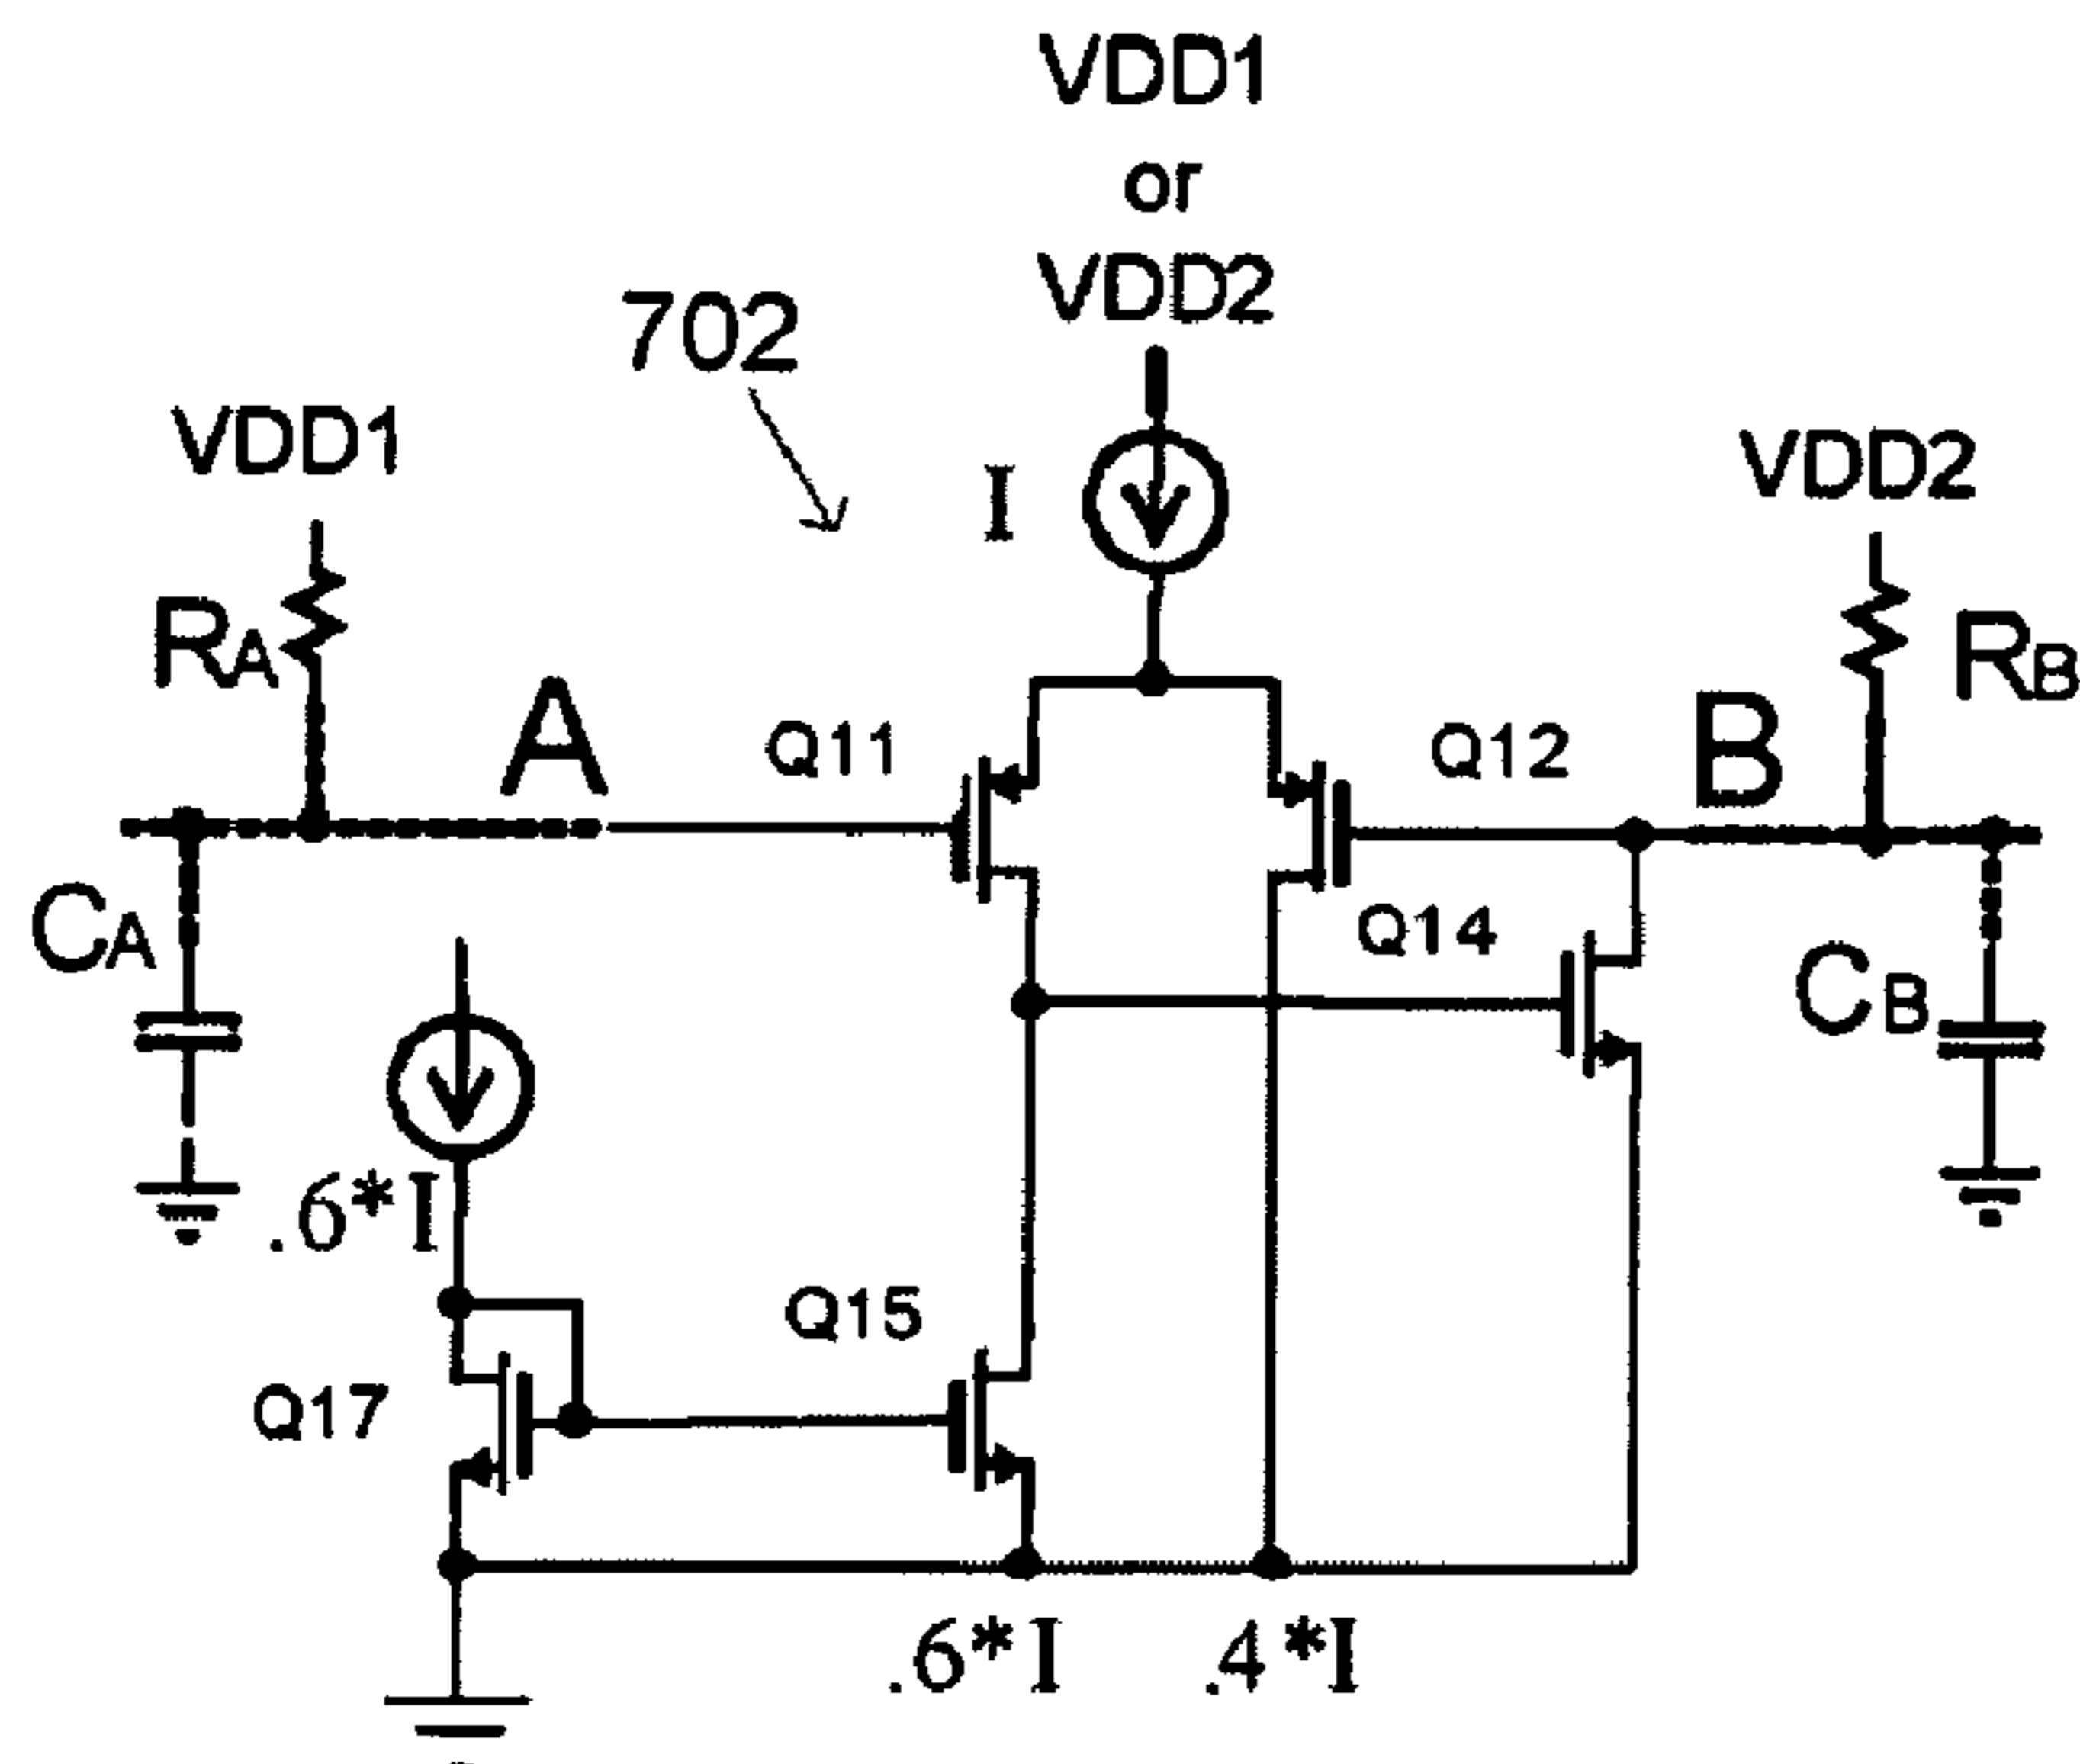 VDD1
or
VDD2
702
VDD1
I
VDD2
RA
RB
A
Q11
Q12
B
CA
Q14
CB
.6*I
Q15
Q17
.6*I
.4*I